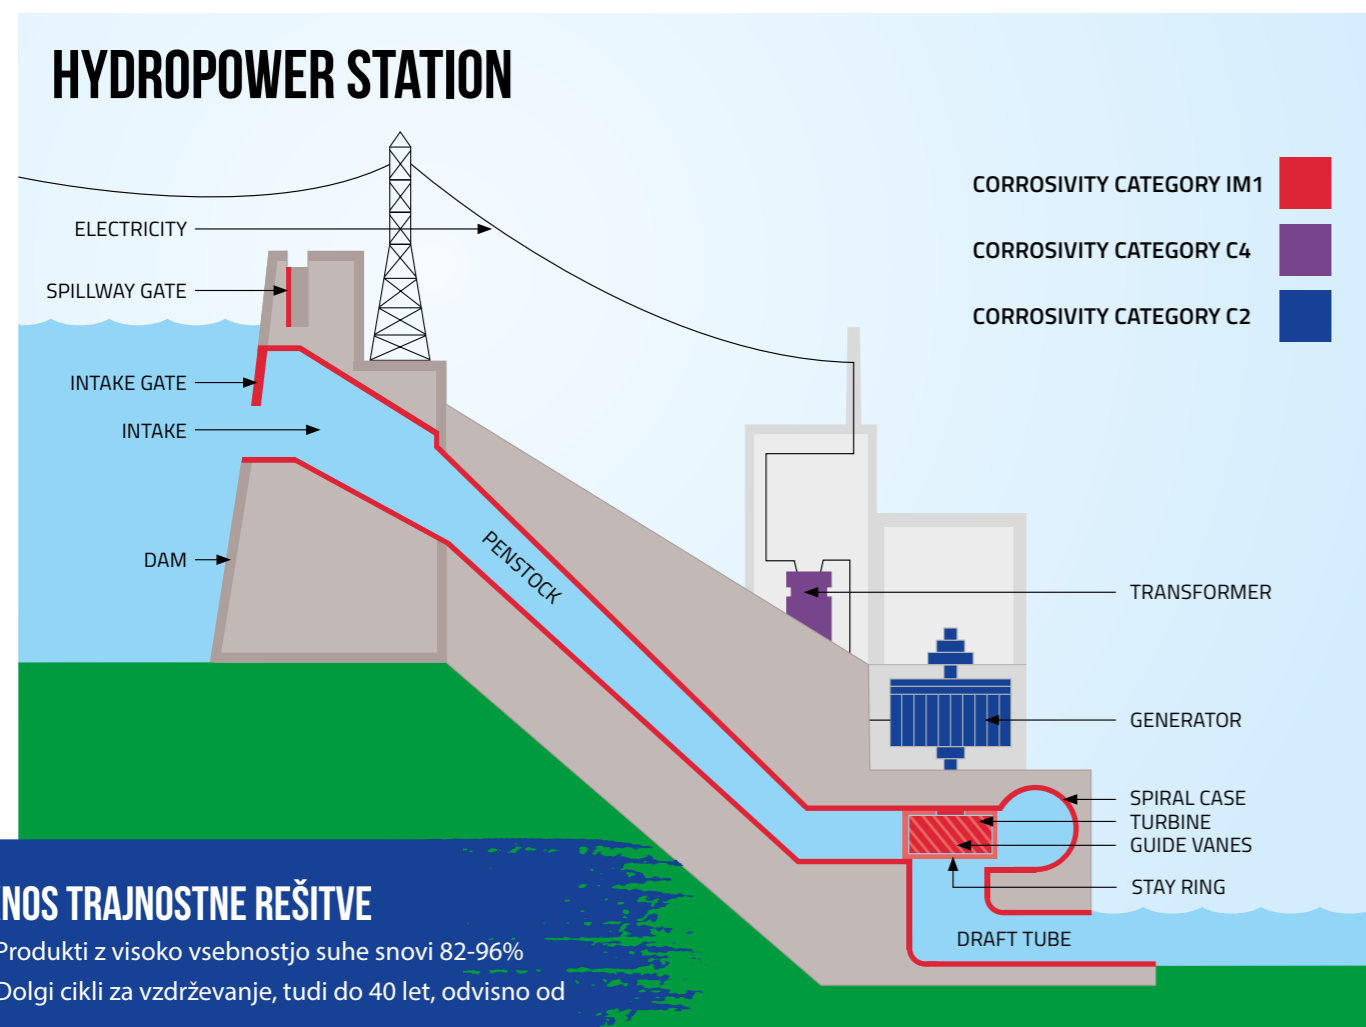 HYDROPOWER STATION
CORROSIVITY CATEGORY IM1
CORROSIVITY CATEGORY C4
CORROSIVITY CATEGORY C2
ELECTRICITY
SPILLWAY GATE
INTAKE GATE
INTAKE
DAM
PENSTOCK
TRANSFORMER
GENERATOR
SPIRAL CASE
TURBINE
GUIDE VANES
STAY RING
DRAFT TUBE
NOS TRAJNOSTNE REŠITVE
Produkti z visoko vsebnostjo suhe snovi 82-96%
Dolgi cikli za vzdrževanje, tudi do 40 let, odvisno od